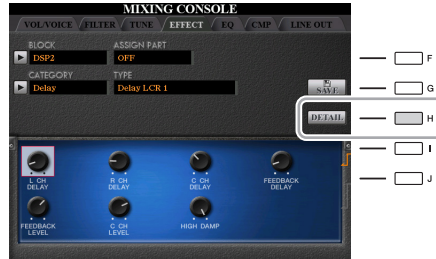 MIXING CONSOLE
VOL/VOICE FILTER TUNE EFFECT EQ CMP LINE OUT
BLOCK ASSIGN PART
DSP2 OFF
CATEGORY TYPE
Delay Delay LCR 1
SAVE
DETAIL
F
G
H
I
J
L CH DELAY
R CH DELAY
C CH DELAY
FEEDBACK DELAY
FEEDBACK LEVEL
C CH LEVEL
HIGH DAMP